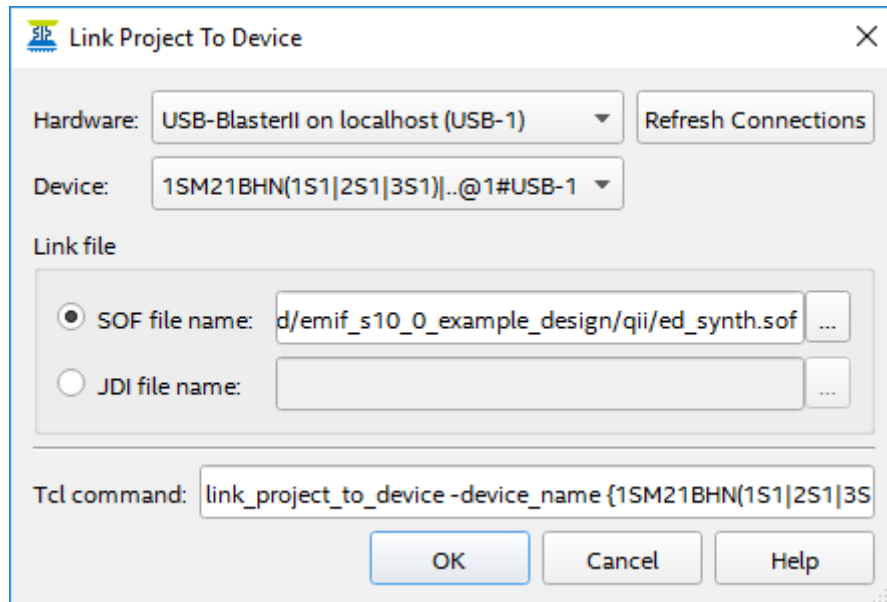 Link Project To Device
Hardware: USB-BlasterII on localhost (USB-1) Refresh Connections
Device: 1SM21BHN(1S1|2S1|3S1)|..@1#USB-1
Link file
SOF file name: d/emif_s10_0_example_design/qii/ed_synth.sof ...
JDI file name: ...
Tcl command: link_project_to_device -device_name {1SM21BHN(1S1|2S1|3S
OK Cancel Help